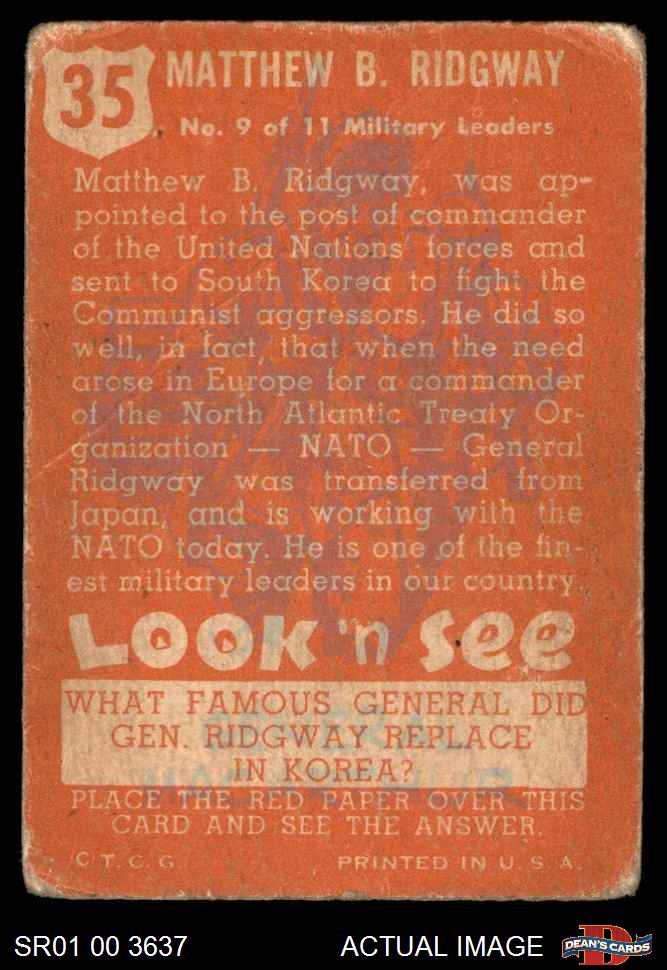 35
MATTHEW B. RIDGWAY
No. 9 of 11 Military Leaders
Matthew B. Ridgway, was ap-
pointed to the post of commander
of the United Nations' forces and
sent to South Korea to fight the
Communist aggressors. He did so
well, in fact, that when the need
arose in Europe for a commander
of the North Atlantic Treaty Or-
ganization — NATO — General
Ridgway was transferred from
Japan, and is working with the
NATO today. He is one of the fin-
est military leaders in our country.
LOOK 'n SEE
WHAT FAMOUS GENERAL DID
GEN. RIDGWAY REPLACE
IN KOREA?
PLACE THE RED PAPER OVER THIS
CARD AND SEE THE ANSWER.
©T.C.G. PRINTED IN U.S.A.
SR01 00 3637 ACTUAL IMAGE DEAN'S CARDS